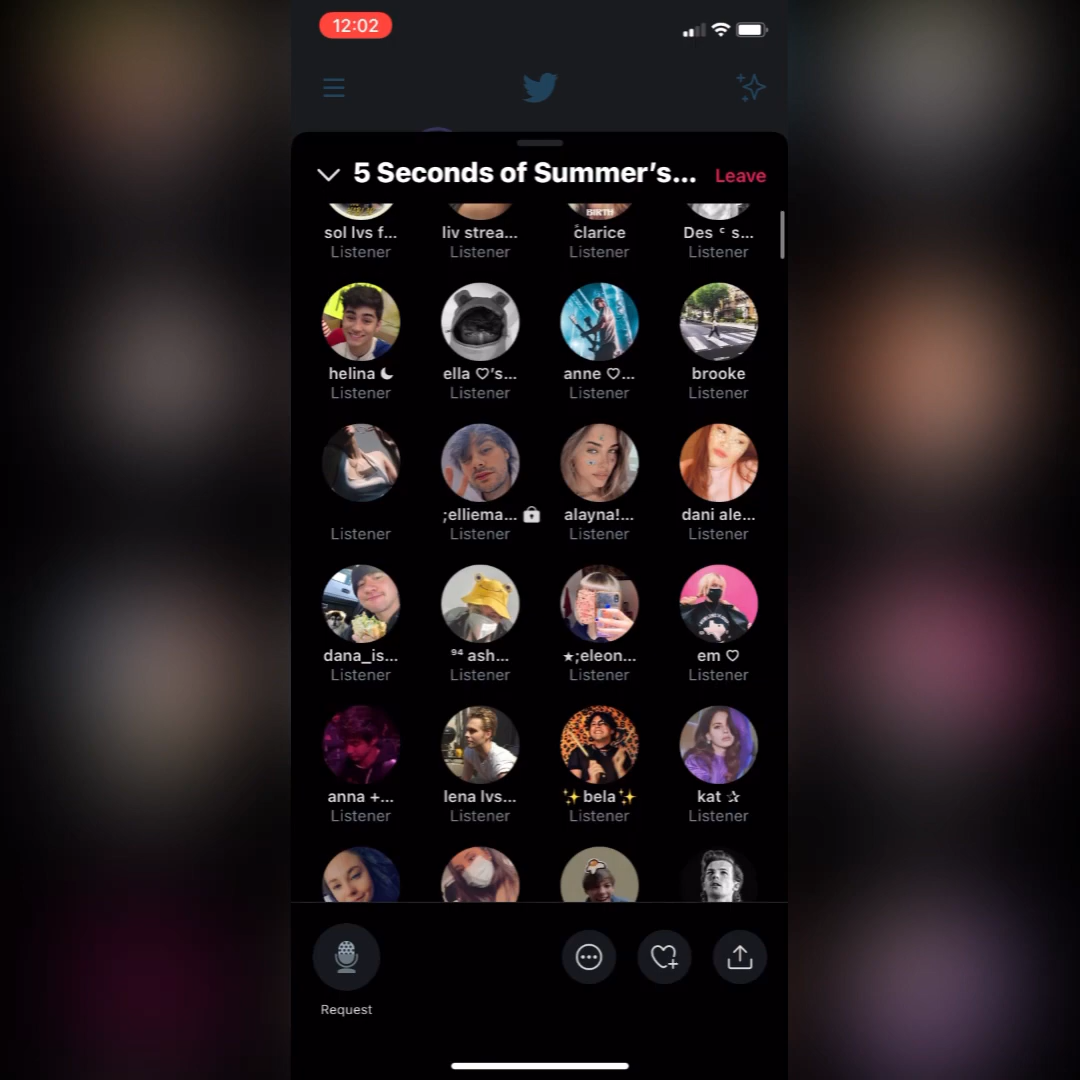 12:02
5 Seconds of Summer's... Leave
sol lvs f... liv strea... clarice Des ᶜ s...
Listener Listener Listener Listener
helina ella ♡'s... anne ♡... brooke
Listener Listener Listener Listener
;elliema... alayna!... dani ale...
Listener Listener Listener Listener
dana_is... ⁹⁴ ash... ★;eleon... em ♡
Listener Listener Listener Listener
anna +... lena lvs... ✨bela✨ kat ✰
Listener Listener Listener Listener
Request